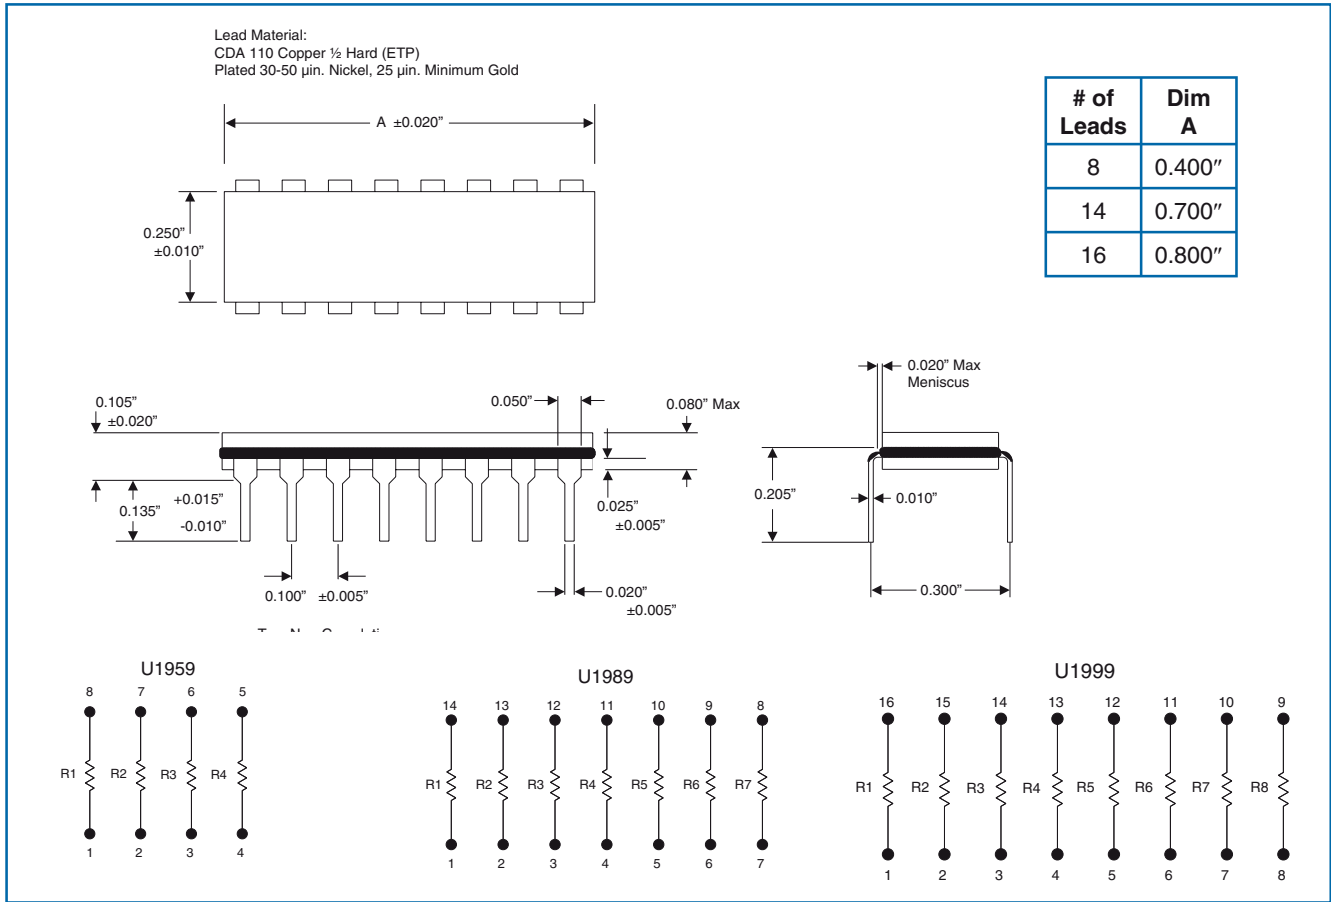 Lead Material:
CDA 110 Copper ½ Hard (ETP)
Plated 30-50 µin. Nickel, 25 µin. Minimum Gold
A ±0.020”
# of Leads Dim A
8 0.400″
14 0.700″
16 0.800″
0.250”
±0.010”
0.105”
±0.020”
0.050”
0.080” Max
0.020” Max
Meniscus
0.135”
+0.015”
-0.010”
0.025”
±0.005”
0.205”
0.010”
0.100” ±0.005”
0.020”
±0.005”
0.300”
U1959
8 7 6 5
R1 R2 R3 R4
1 2 3 4
U1989
14 13 12 11 10 9 8
R1 R2 R3 R4 R5 R6 R7
1 2 3 4 5 6 7
U1999
16 15 14 13 12 11 10 9
R1 R2 R3 R4 R5 R6 R7 R8
1 2 3 4 5 6 7 8